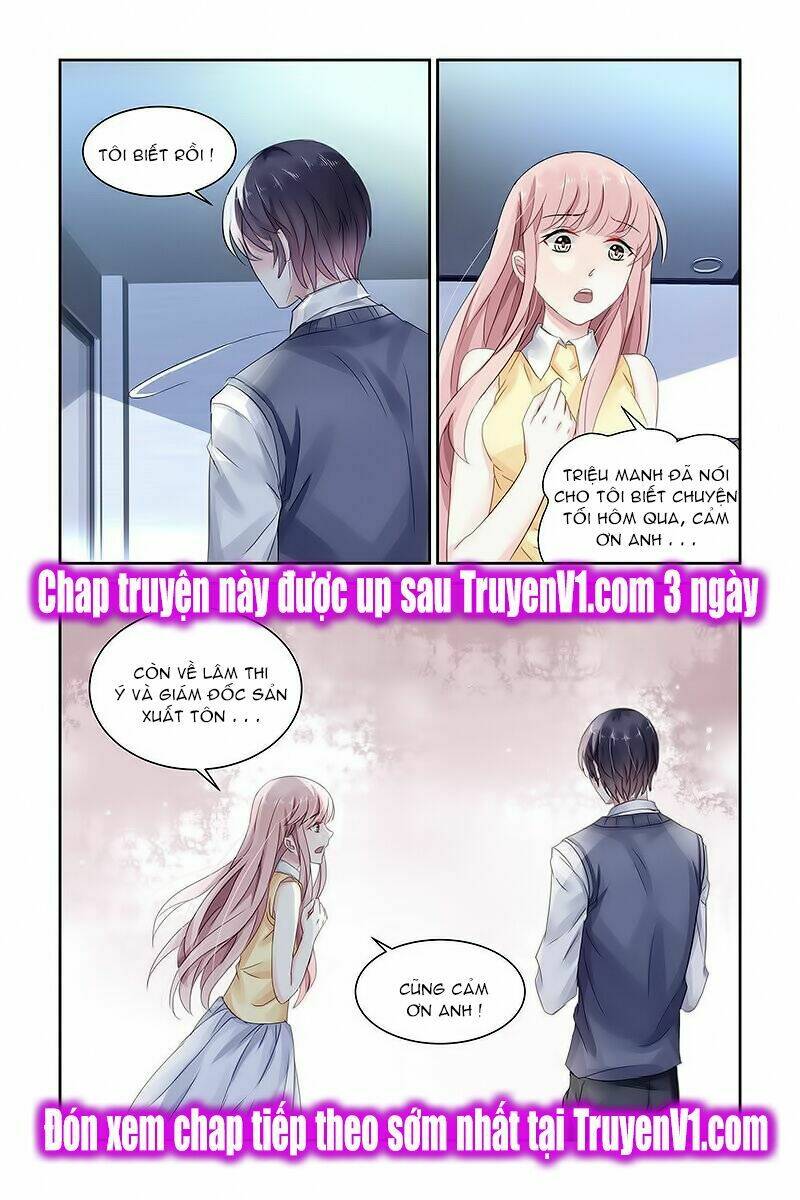 TÔI BIẾT RỒI !
TRIỆU MANH ĐÃ NÓI
CHO TÔI BIẾT CHUYỆN
TỐI HÔM QUA, CẢM
ƠN ANH . . .
Chap truyện này được up sau TruyenV1.com 3 ngày
CÒN VỀ LÂM THI
Ý VÀ GIÁM ĐỐC SẢN
XUẤT TÔN . . .
CŨNG CẢM
ƠN ANH !
Đón xem chap tiếp theo sớm nhất tại TruyenV1.com